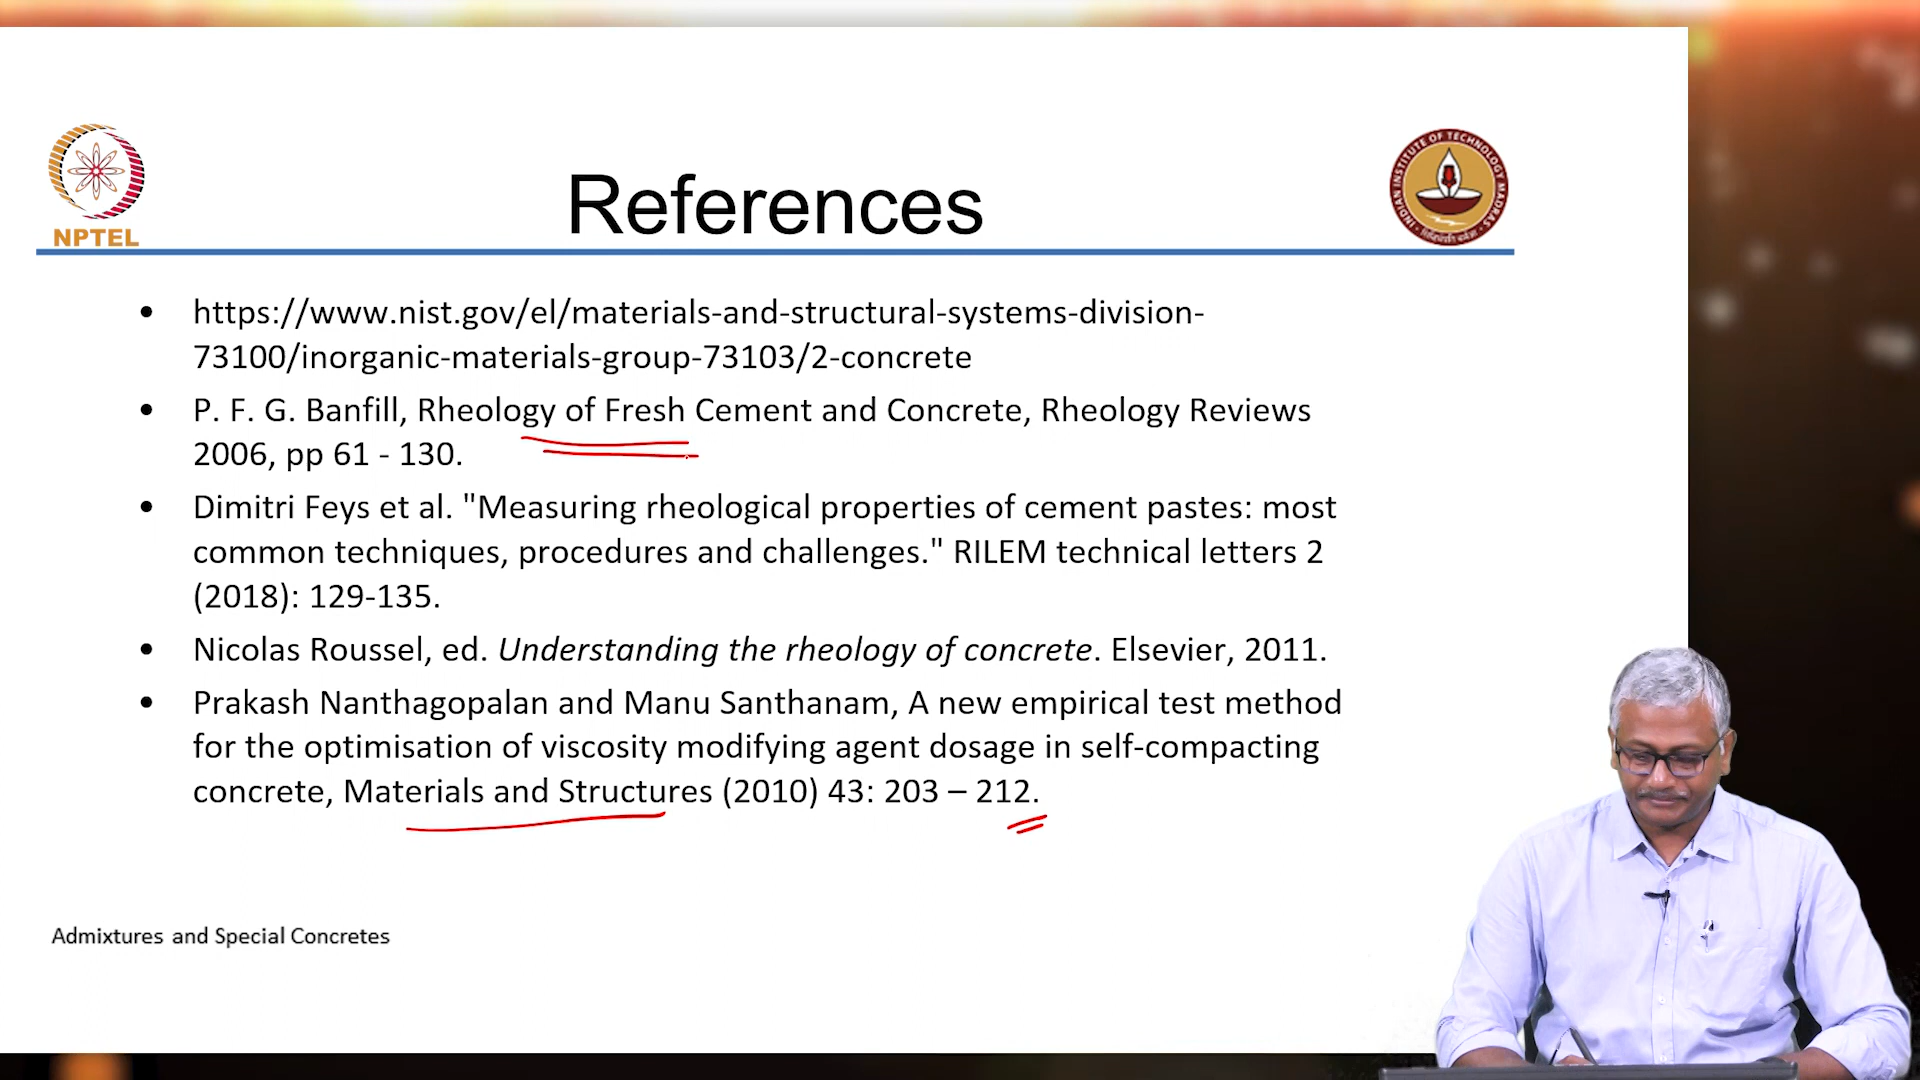 NPTEL
INDIAN INSTITUTE OF TECHNOLOGY MADRAS
References
• https://www.nist.gov/el/materials-and-structural-systems-division-
73100/inorganic-materials-group-73103/2-concrete
• P. F. G. Banfill, Rheology of Fresh Cement and Concrete, Rheology Reviews
2006, pp 61 - 130.
• Dimitri Feys et al. "Measuring rheological properties of cement pastes: most
common techniques, procedures and challenges." RILEM technical letters 2
(2018): 129-135.
• Nicolas Roussel, ed. Understanding the rheology of concrete. Elsevier, 2011.
• Prakash Nanthagopalan and Manu Santhanam, A new empirical test method
for the optimisation of viscosity modifying agent dosage in self-compacting
concrete, Materials and Structures (2010) 43: 203 – 212.
Admixtures and Special Concretes